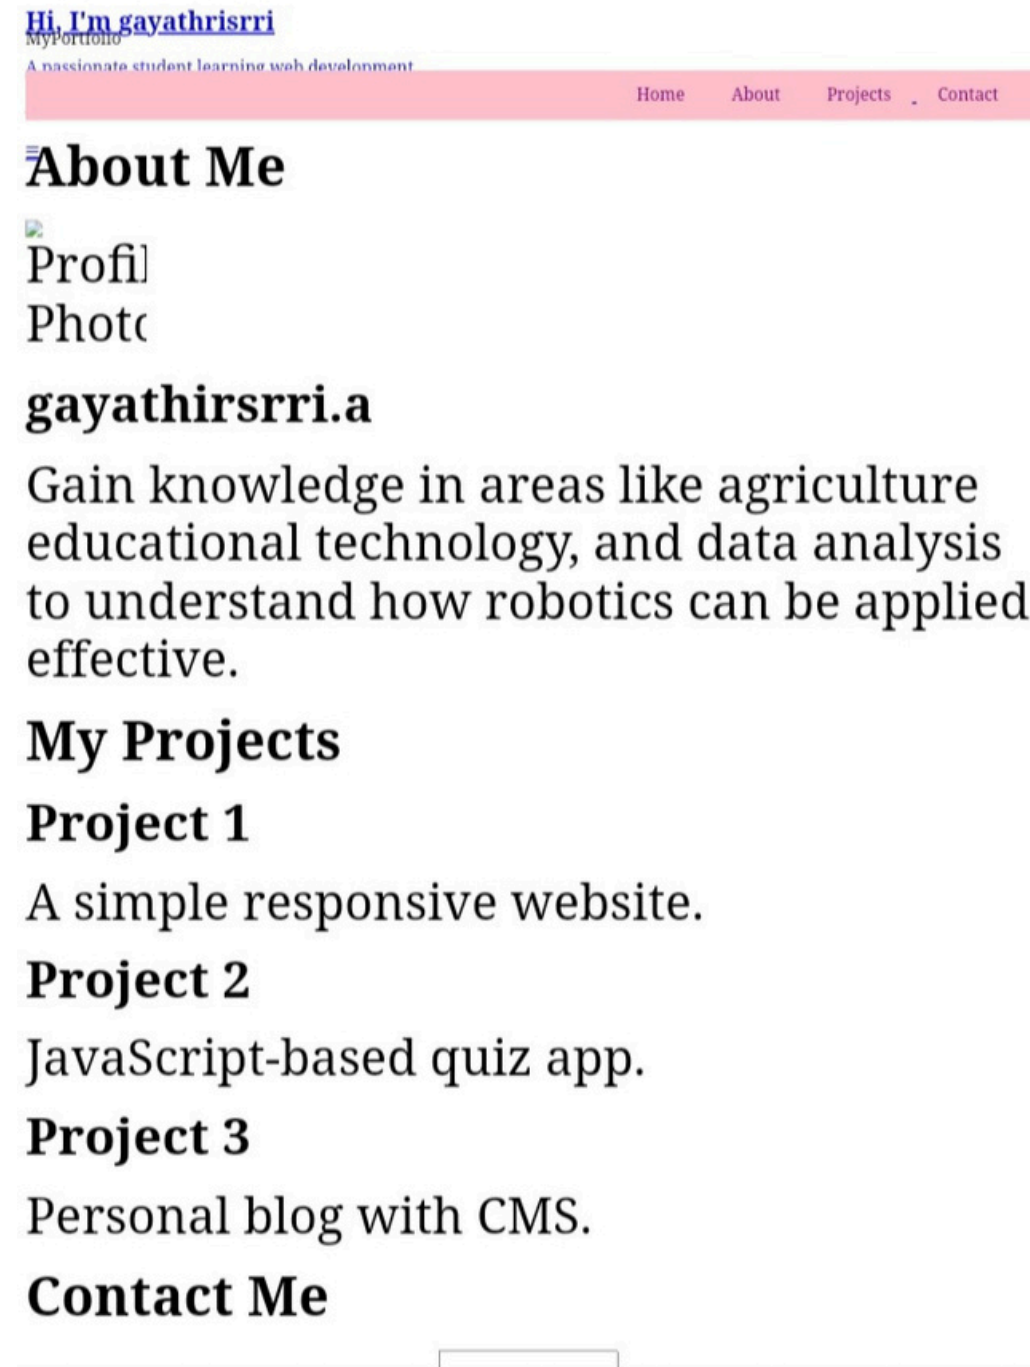 Hi, I'm gayathrisrri
MyPortfolio
A passionate student learning web development
Home About Projects Contact
About Me
Profil
Photo
gayathirsrri.a
Gain knowledge in areas like agriculture
educational technology, and data analysis
to understand how robotics can be applied
effective.
My Projects
Project 1
A simple responsive website.
Project 2
JavaScript-based quiz app.
Project 3
Personal blog with CMS.
Contact Me